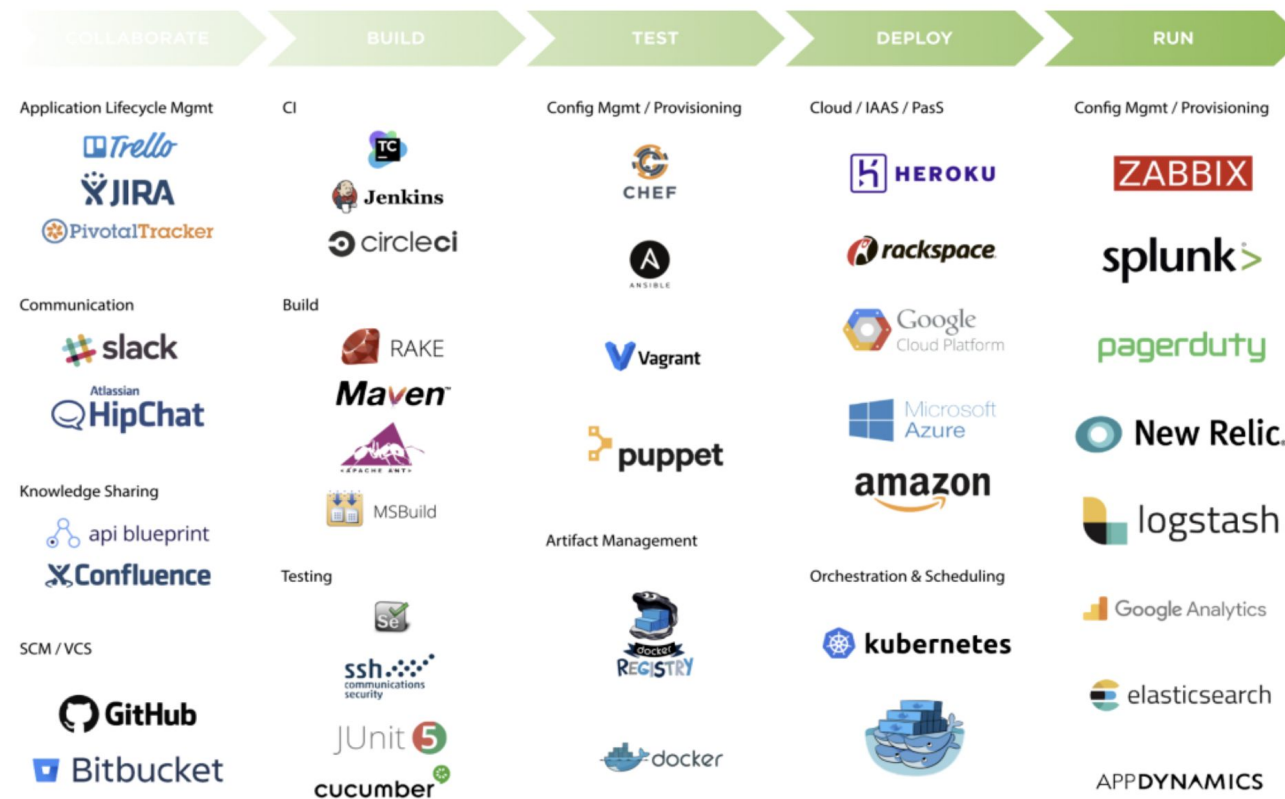 COLLABORATE
BUILD
TEST
DEPLOY
RUN
Application Lifecycle Mgmt
Trello
JIRA
PivotalTracker
Communication
slack
Atlassian
HipChat
Knowledge Sharing
api blueprint
Confluence
SCM / VCS
GitHub
Bitbucket
CI
TC
Jenkins
circleci
Build
RAKE
Maven™
APACHE ANT
MSBuild
Testing
Se
ssh
communications
security
JUnit 5
cucumber
Config Mgmt / Provisioning
CHEF
A
ANSIBLE
Vagrant
puppet
Artifact Management
docker
REGISTRY
docker
Cloud / IAAS / PasS
HEROKU
rackspace
Google
Cloud Platform
Microsoft
Azure
amazon
Orchestration & Scheduling
kubernetes
Config Mgmt / Provisioning
ZABBIX
splunk>
pagerduty
New Relic.
logstash
Google Analytics
elasticsearch
APPDYNAMICS